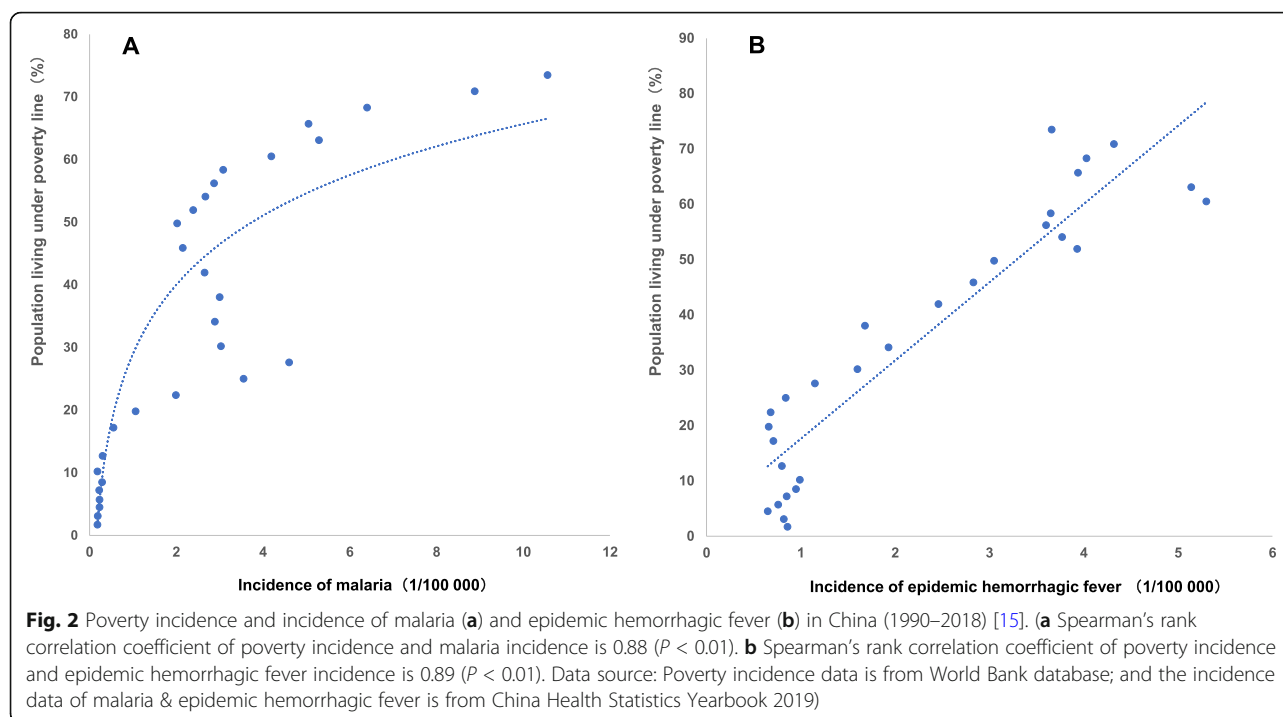 A
Population living under poverty line (%)
80
70
60
50
40
30
20
10
0
0 2 4 6 8 10 12
Incidence of malaria (1/100 000)
B
Population living under poverty line (%)
90
80
70
60
50
40
30
20
10
0
0 1 2 3 4 5 6
Incidence of epidemic hemorrhagic fever (1/100 000)
Fig. 2 Poverty incidence and incidence of malaria (a) and epidemic hemorrhagic fever (b) in China (1990–2018) [15]. (a Spearman’s rank
correlation coefficient of poverty incidence and malaria incidence is 0.88 (P < 0.01). b Spearman’s rank correlation coefficient of poverty incidence
and epidemic hemorrhagic fever incidence is 0.89 (P < 0.01). Data source: Poverty incidence data is from World Bank database; and the incidence
data of malaria & epidemic hemorrhagic fever is from China Health Statistics Yearbook 2019)